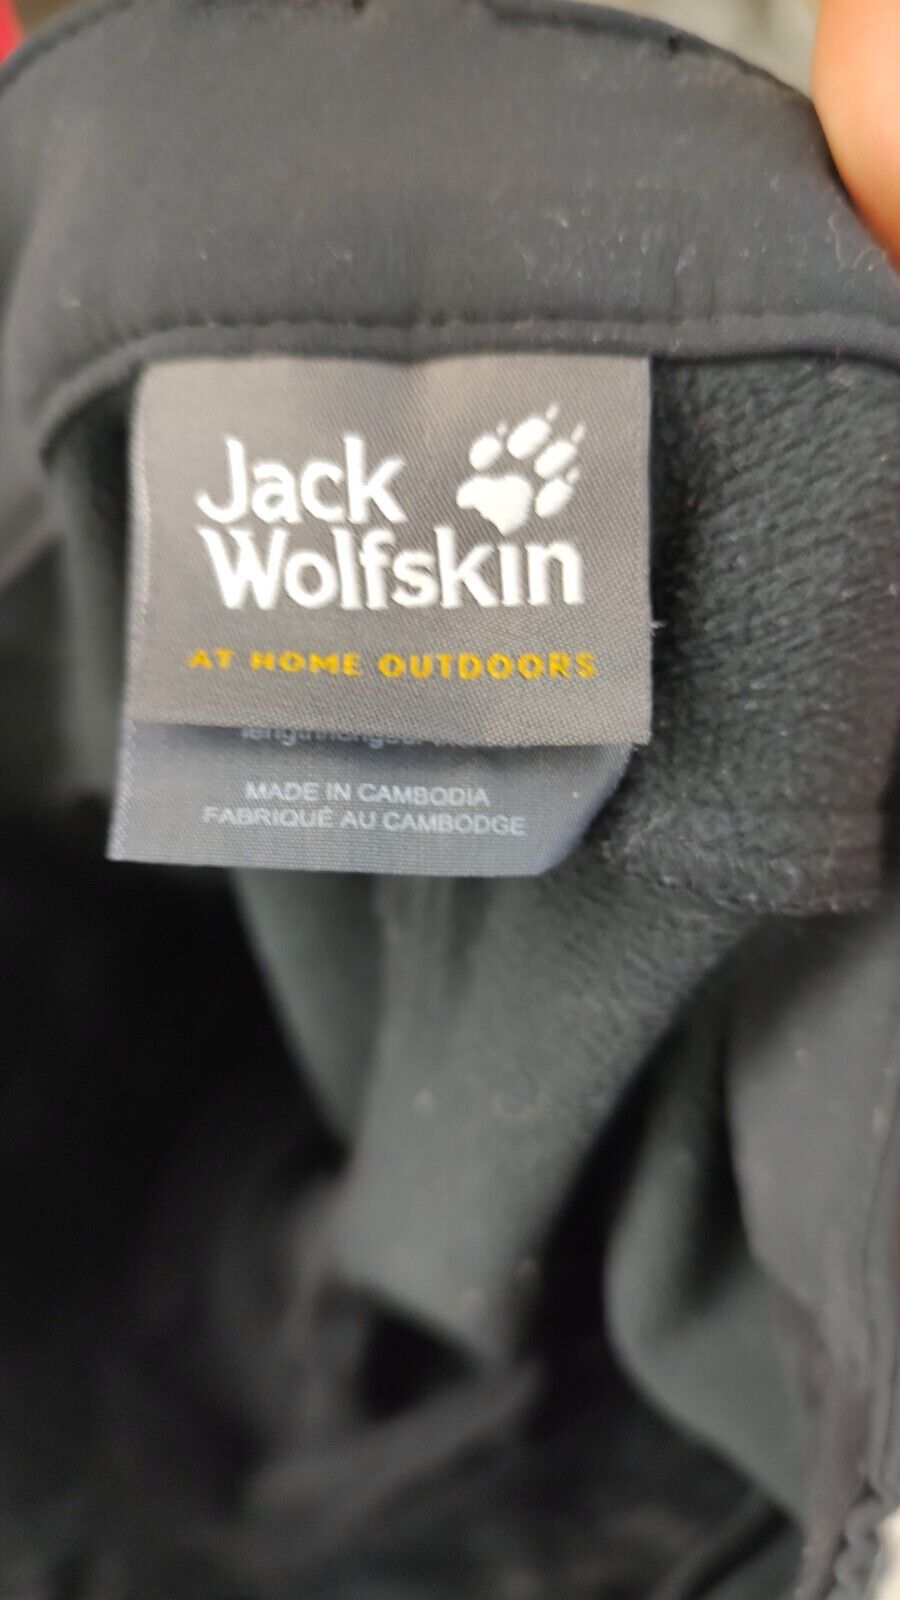 Jack
Wolfskin
AT HOME OUTDOORS
MADE IN CAMBODIA
FABRIQUÉ AU CAMBODGE